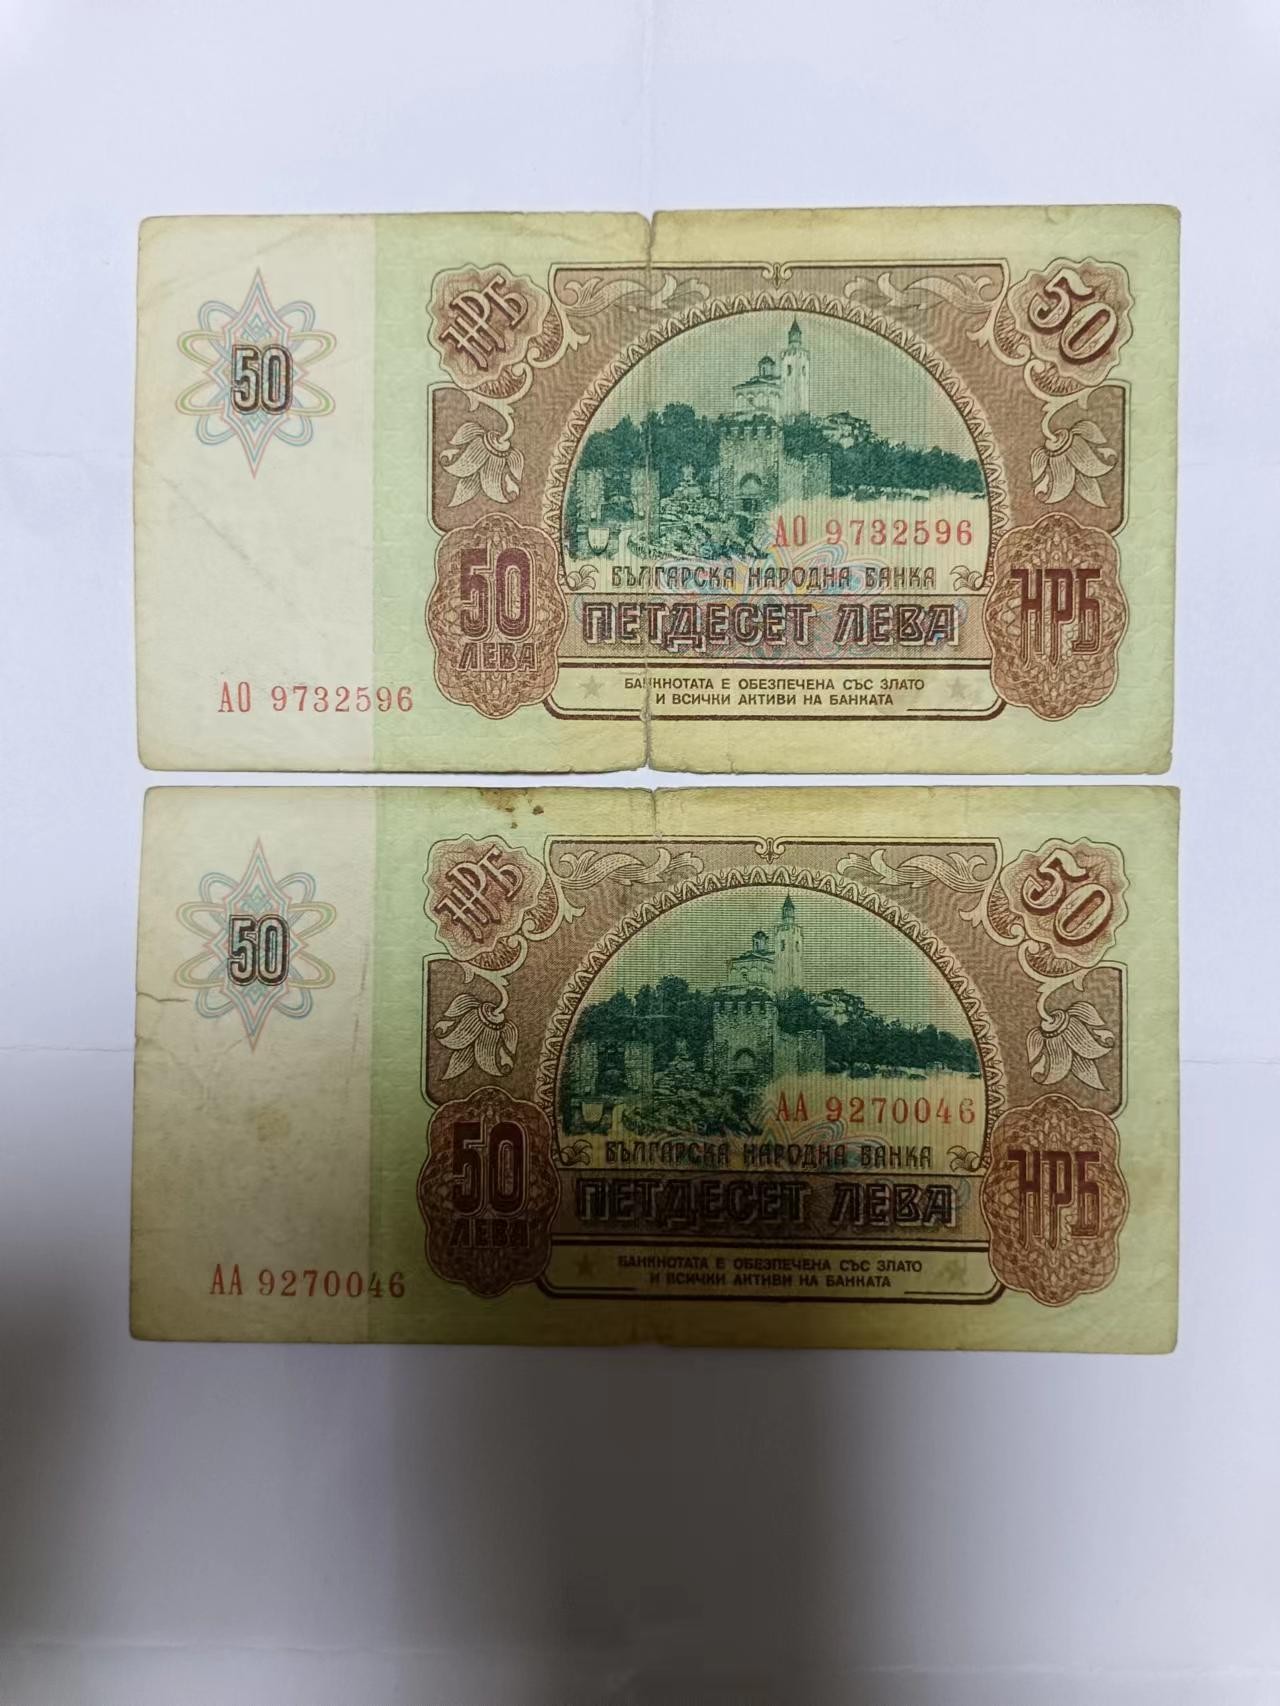 НРБ
50
50
АО 9732596
БЪЛГАРСКА НАРОДНА БАНКА
50 ЛЕВА
ПЕТДЕСЕТ ЛЕВА
НРБ
БАНКНОТАТА Е ОБЕЗПЕЧЕНА СЪС ЗЛАТО
И ВСИЧКИ АКТИВИ НА БАНКАТА
АО 9732596
НРБ
50
50
АА 9270046
БЪЛГАРСКА НАРОДНА БАНКА
50 ЛЕВА
ПЕТДЕСЕТ ЛЕВА
НРБ
БАНКНОТАТА Е ОБЕЗПЕЧЕНА СЪС ЗЛАТО
И ВСИЧКИ АКТИВИ НА БАНКАТА
АА 9270046